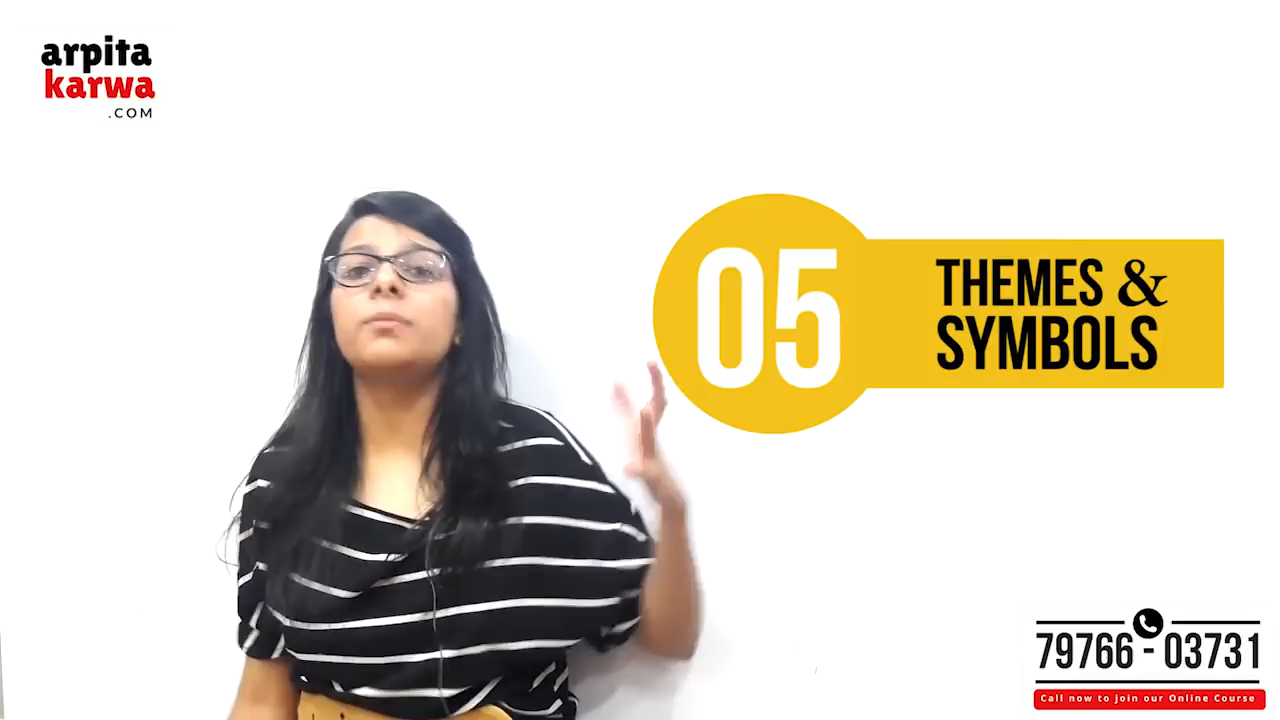 arpita
karwa
.COM
05
THEMES &
SYMBOLS
79766 - 03731
Call now to join our Online Course